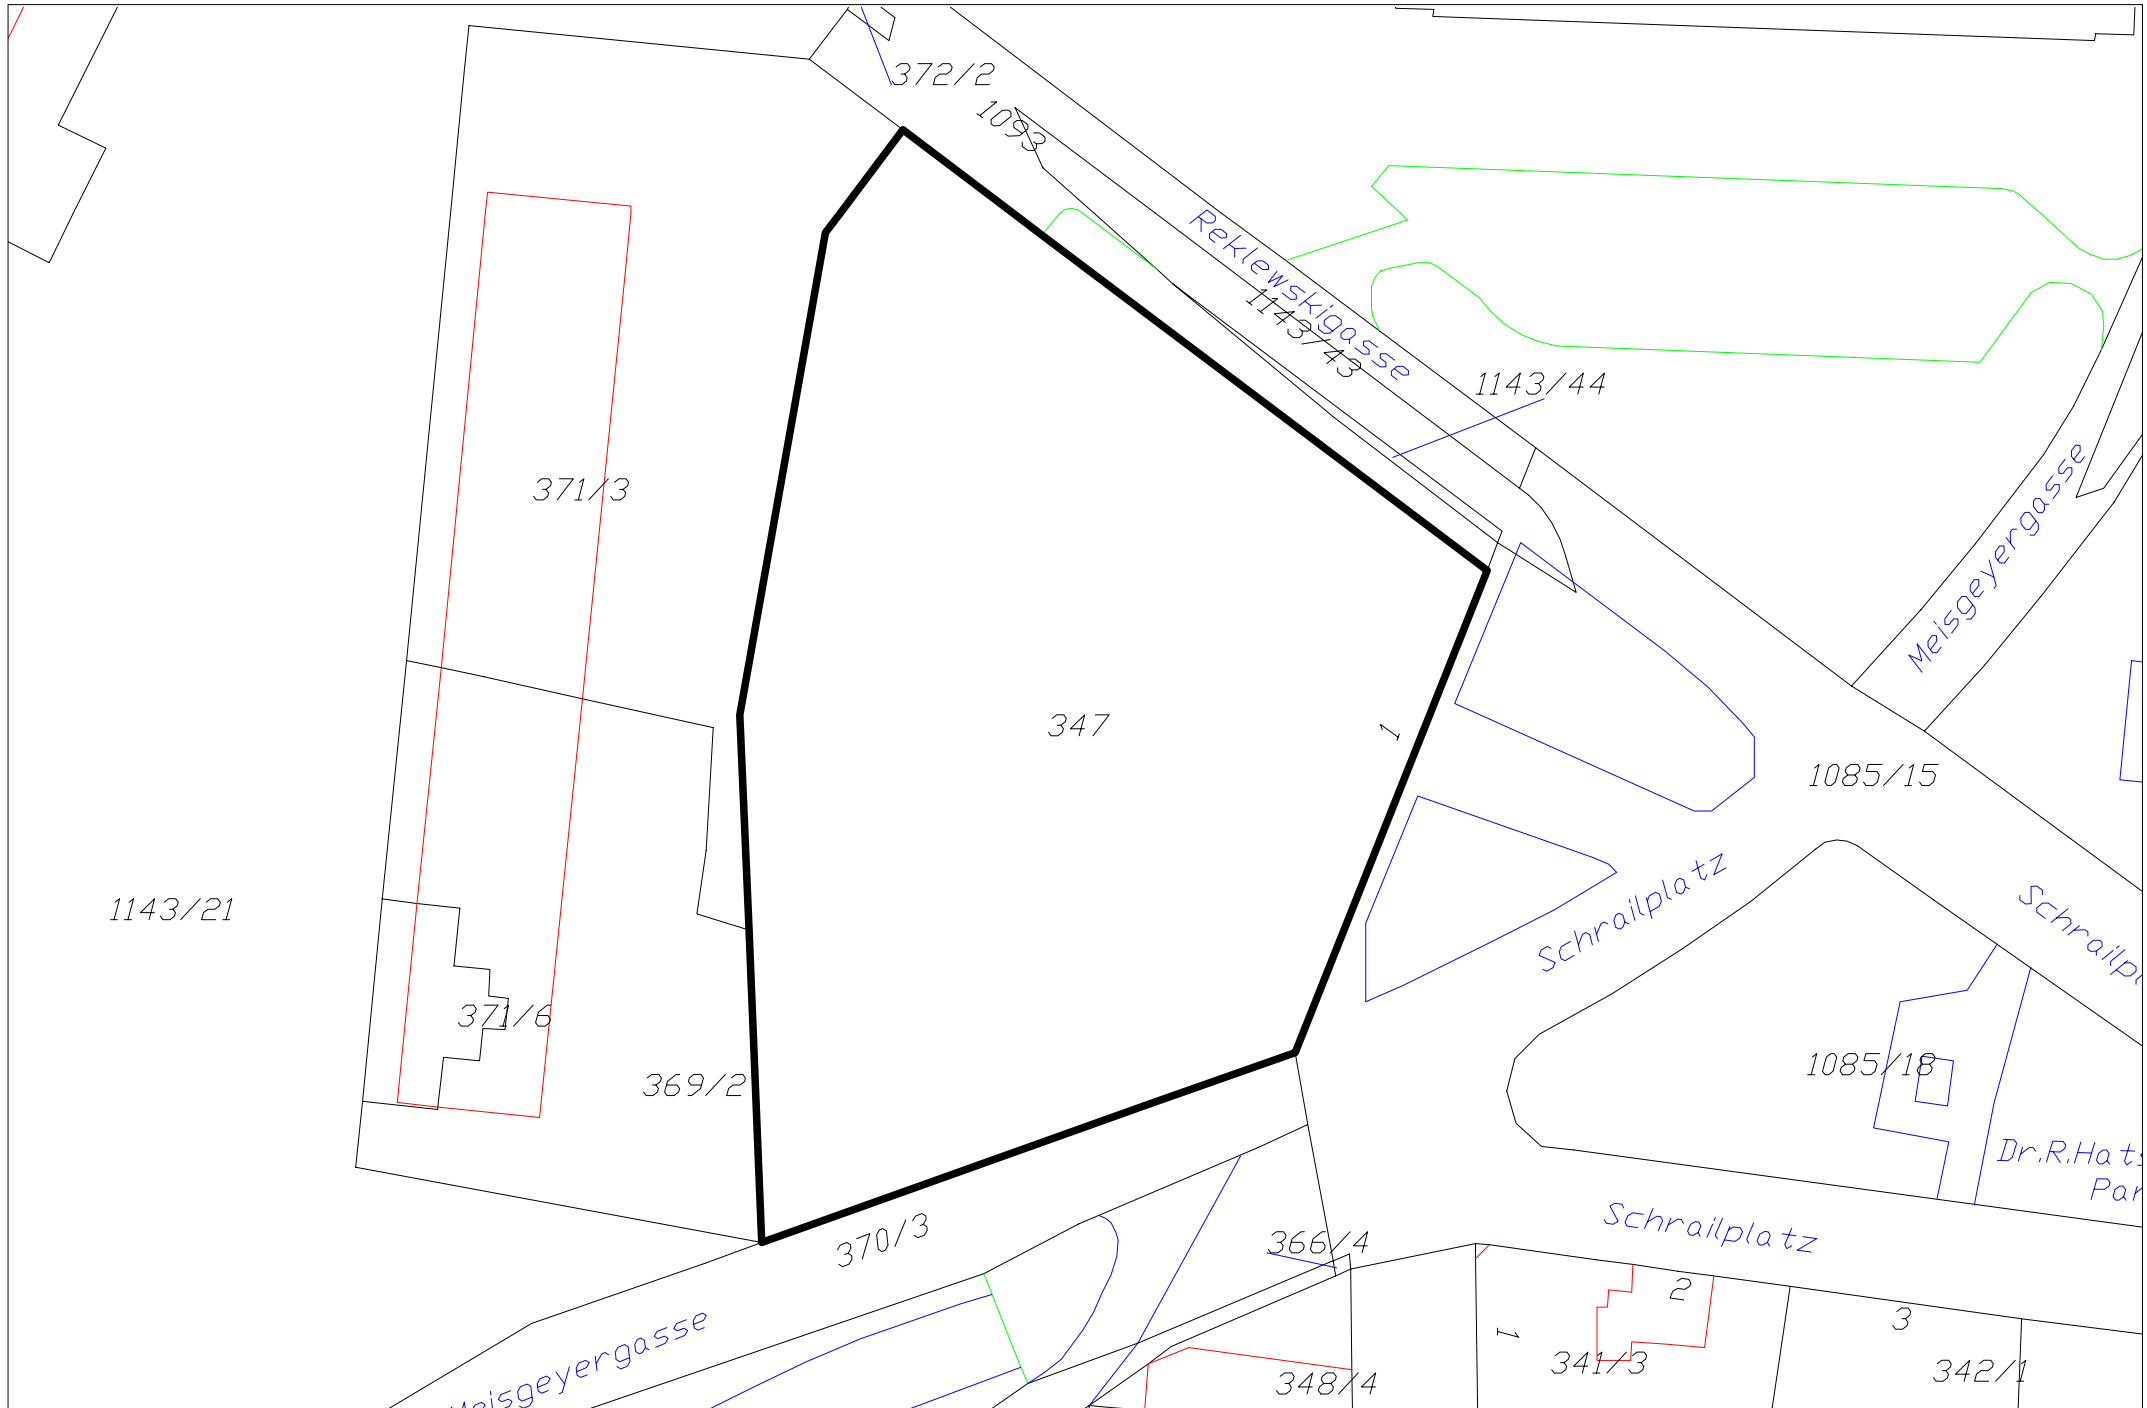 372/2
1093
Reklewskigasse
1143/43
1143/44
371/3
Meisgeyergasse
347
1
1085/15
Schrailplatz
Schrailpl
1143/21
371/6
369/2
1085/18
Dr.R.Hats
Par
370/3
366/4
Schrailplatz
2
3
Meisgeyergasse
1
341/3
342/1
348/4